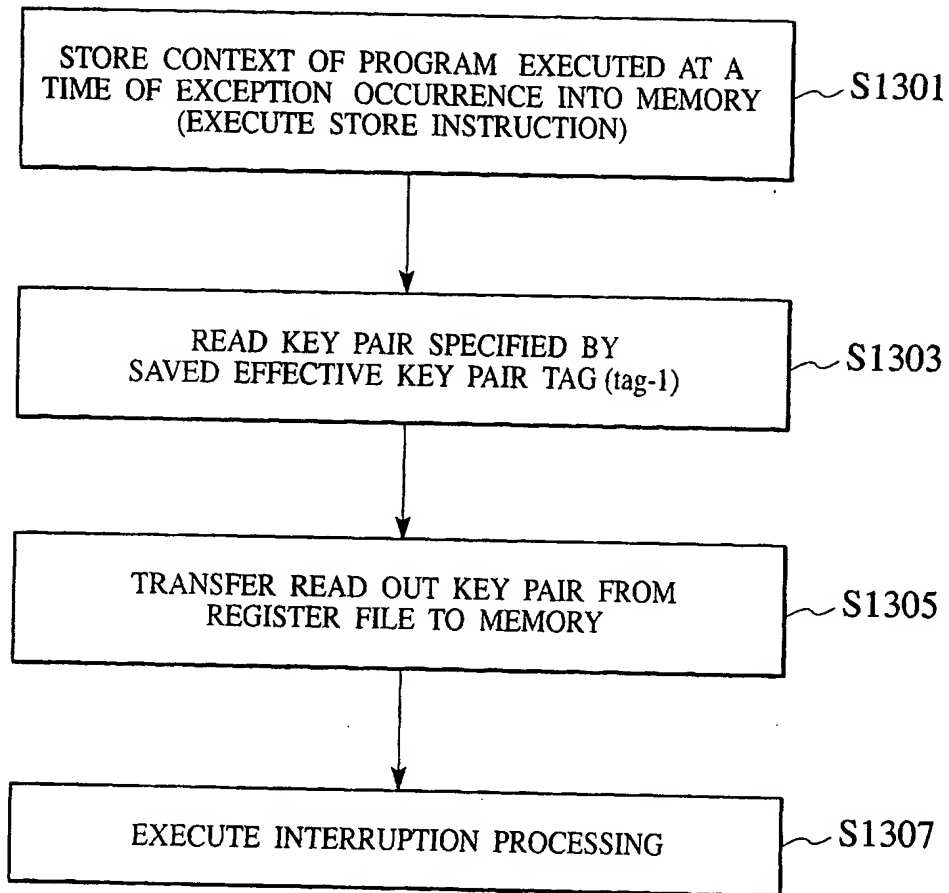 STORE CONTEXT OF PROGRAM EXECUTED AT A
TIME OF EXCEPTION OCCURRENCE INTO MEMORY
(EXECUTE STORE INSTRUCTION)
S1301
READ KEY PAIR SPECIFIED BY
SAVED EFFECTIVE KEY PAIR TAG (tag-1)
S1303
TRANSFER READ OUT KEY PAIR FROM
REGISTER FILE TO MEMORY
S1305
EXECUTE INTERRUPTION PROCESSING
S1307